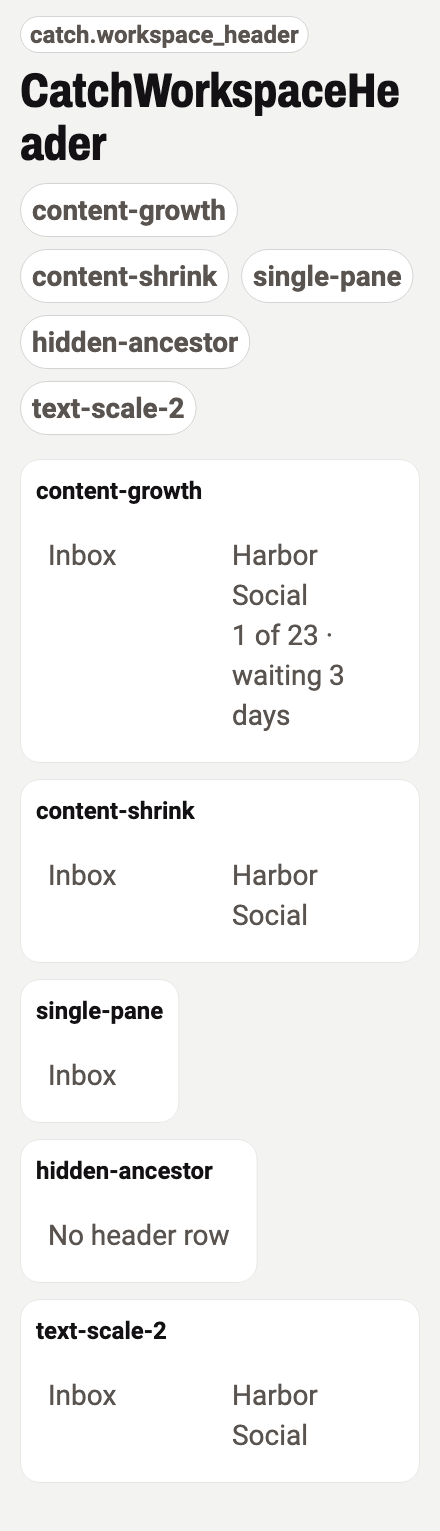 catch.workspace_header
CatchWorkspaceHe
ader
content-growth
content-shrink
single-pane
hidden-ancestor
text-scale-2
content-growth
Inbox
Harbor
Social
1 of 23 ·
waiting 3
days
content-shrink
Inbox
Harbor
Social
single-pane
Inbox
hidden-ancestor
No header row
text-scale-2
Inbox
Harbor
Social